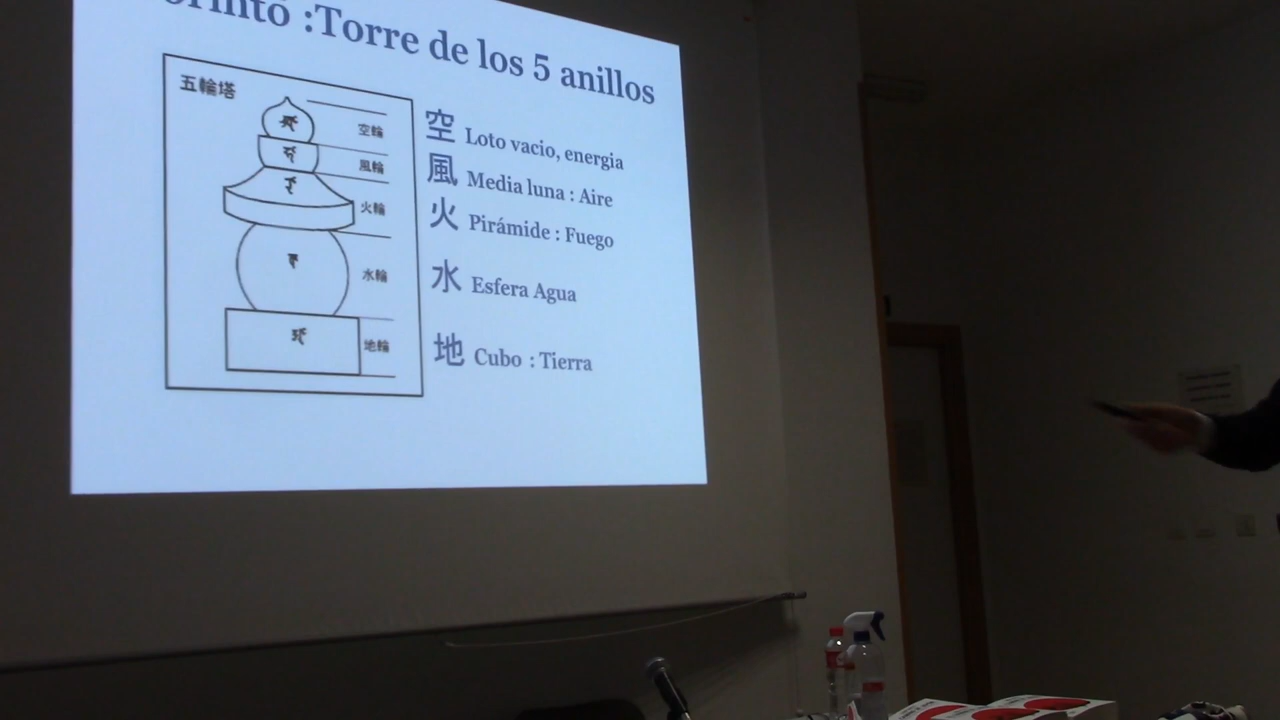 orinto :Torre de los 5 anillos
五輪塔
空輪
風輪
火輪
水輪
地輪
空 Loto vacio, energia
風 Media luna : Aire
火 Pirámide : Fuego
水 Esfera Agua
地 Cubo : Tierra